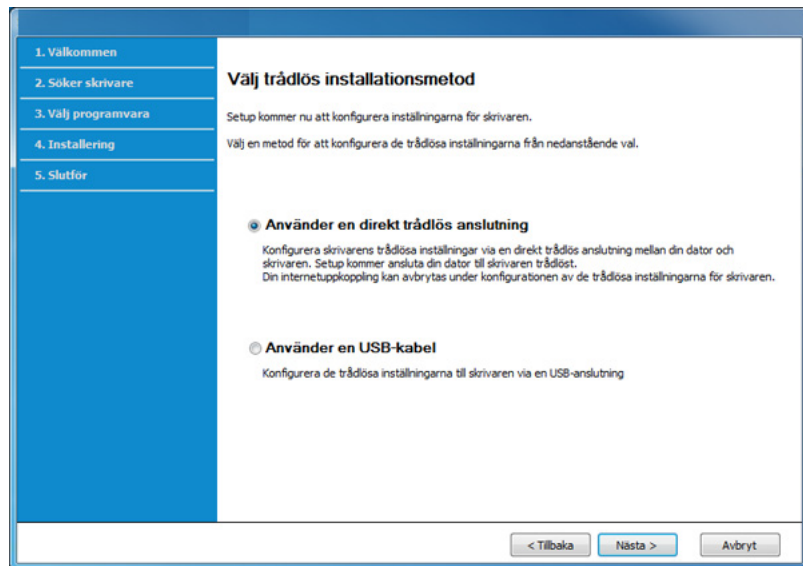 1. Välkommen
2. Söker skrivare
3. Välj programvara
4. Installering
5. Slutför
Välj trådlös installationsmetod
Setup kommer nu att konfigurera inställningarna för skrivaren.
Välj en metod för att konfigurera de trådlösa inställningarna från nedanstående val.
Använder en direkt trådlös anslutning
Konfigurera skrivarens trådlösa inställningar via en direkt trådlös anslutning mellan din dator och
skrivaren. Setup kommer ansluta din dator till skrivaren trådlöst.
Din internetuppkoppling kan avbrytas under konfigurationen av de trådlösa inställningarna för skrivaren.
Använder en USB-kabel
Konfigurera de trådlösa inställningarna till skrivaren via en USB-anslutning
< Tillbaka
Nästa >
Avbryt